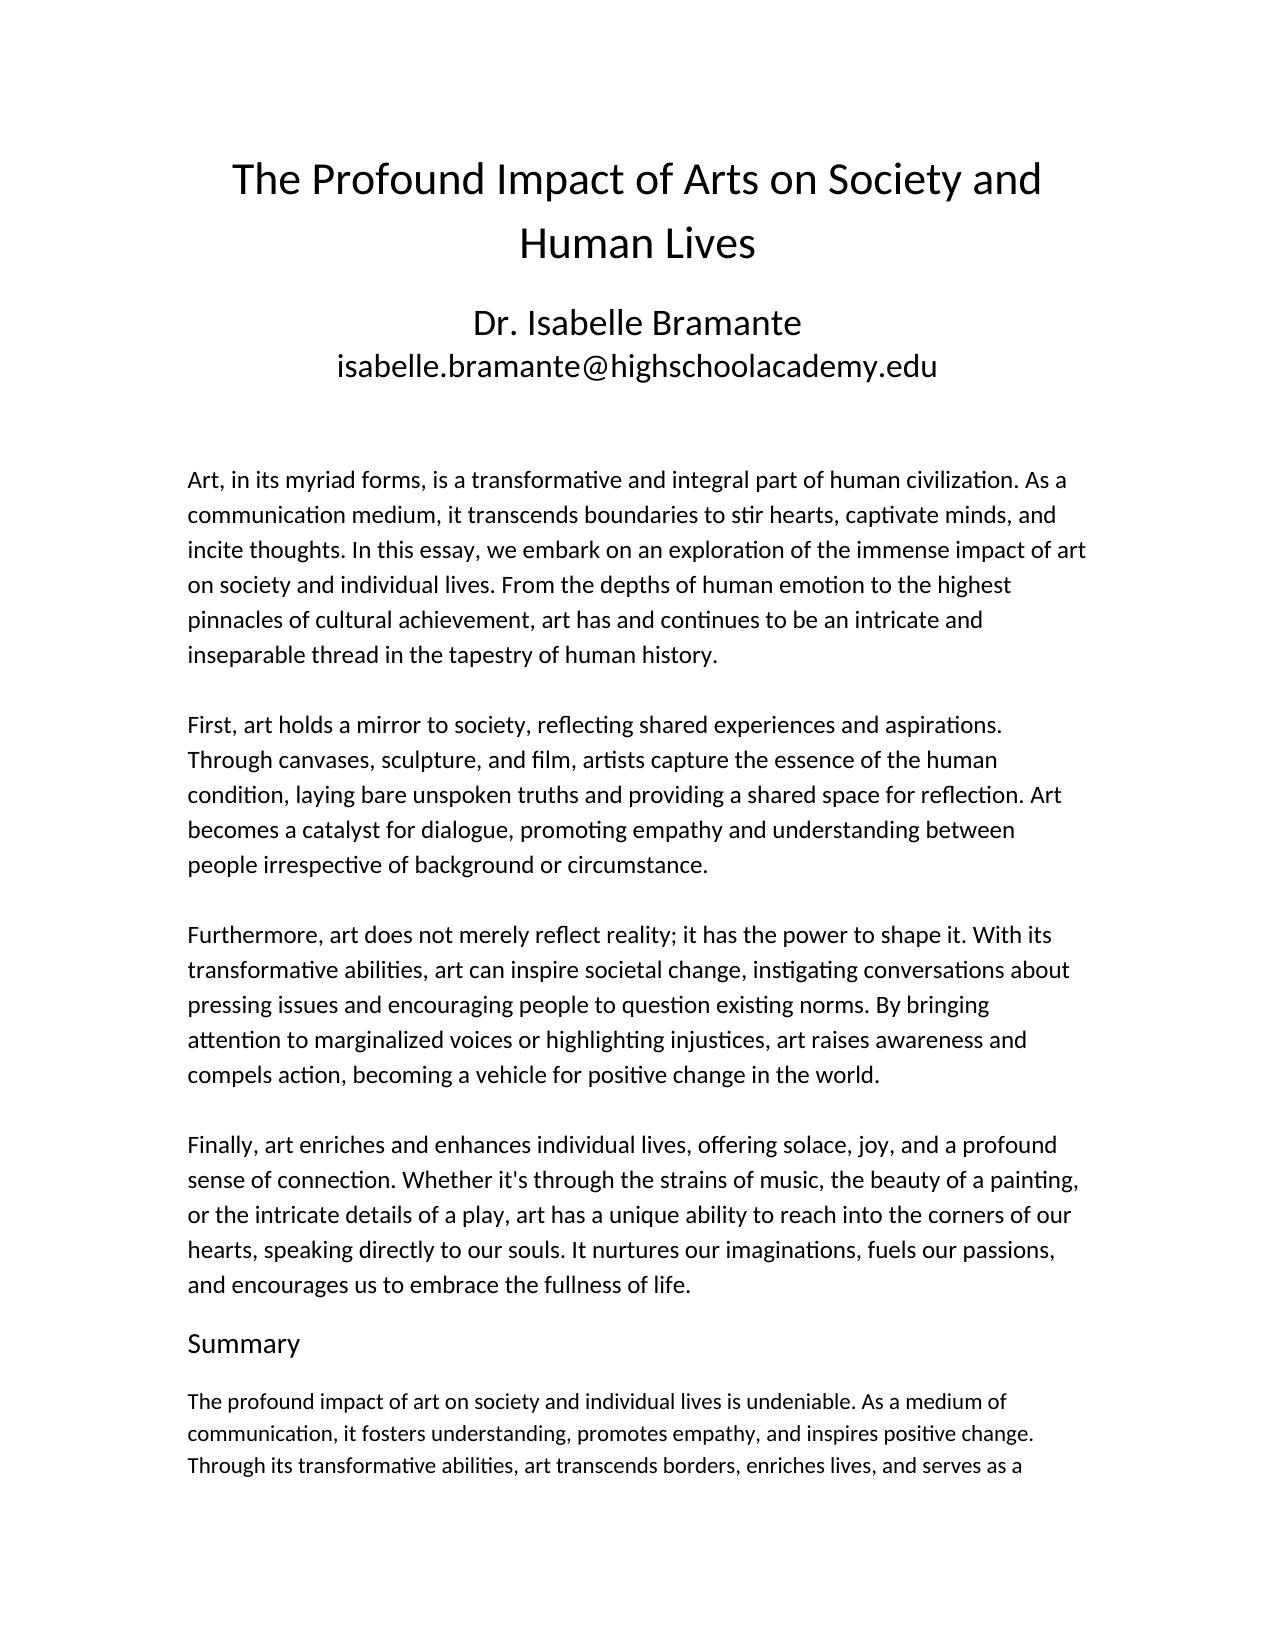 The Profound Impact of Arts on Society and
Human Lives
Dr. Isabelle Bramante
isabelle.bramante@highschoolacademy.edu
Art, in its myriad forms, is a transformative and integral part of human civilization. As a
communication medium, it transcends boundaries to stir hearts, captivate minds, and
incite thoughts. In this essay, we embark on an exploration of the immense impact of art
on society and individual lives. From the depths of human emotion to the highest
pinnacles of cultural achievement, art has and continues to be an intricate and
inseparable thread in the tapestry of human history.
First, art holds a mirror to society, reflecting shared experiences and aspirations.
Through canvases, sculpture, and film, artists capture the essence of the human
condition, laying bare unspoken truths and providing a shared space for reflection. Art
becomes a catalyst for dialogue, promoting empathy and understanding between
people irrespective of background or circumstance.
Furthermore, art does not merely reflect reality; it has the power to shape it. With its
transformative abilities, art can inspire societal change, instigating conversations about
pressing issues and encouraging people to question existing norms. By bringing
attention to marginalized voices or highlighting injustices, art raises awareness and
compels action, becoming a vehicle for positive change in the world.
Finally, art enriches and enhances individual lives, offering solace, joy, and a profound
sense of connection. Whether it's through the strains of music, the beauty of a painting,
or the intricate details of a play, art has a unique ability to reach into the corners of our
hearts, speaking directly to our souls. It nurtures our imaginations, fuels our passions,
and encourages us to embrace the fullness of life.
Summary
The profound impact of art on society and individual lives is undeniable. As a medium of
communication, it fosters understanding, promotes empathy, and inspires positive change.
Through its transformative abilities, art transcends borders, enriches lives, and serves as a